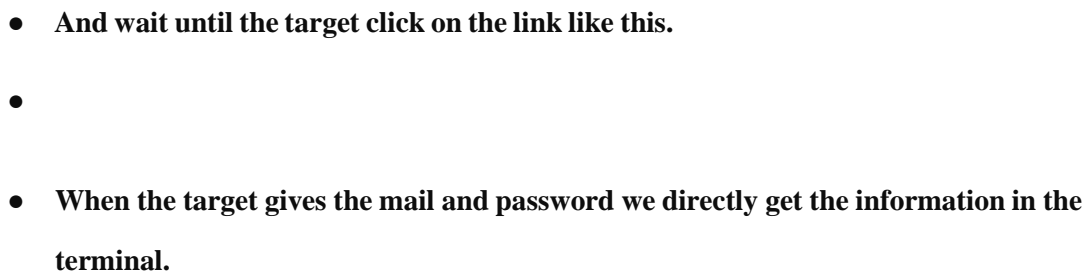 ● And wait until the target click on the link like this.
●
● When the target gives the mail and password we directly get the information in the
terminal.